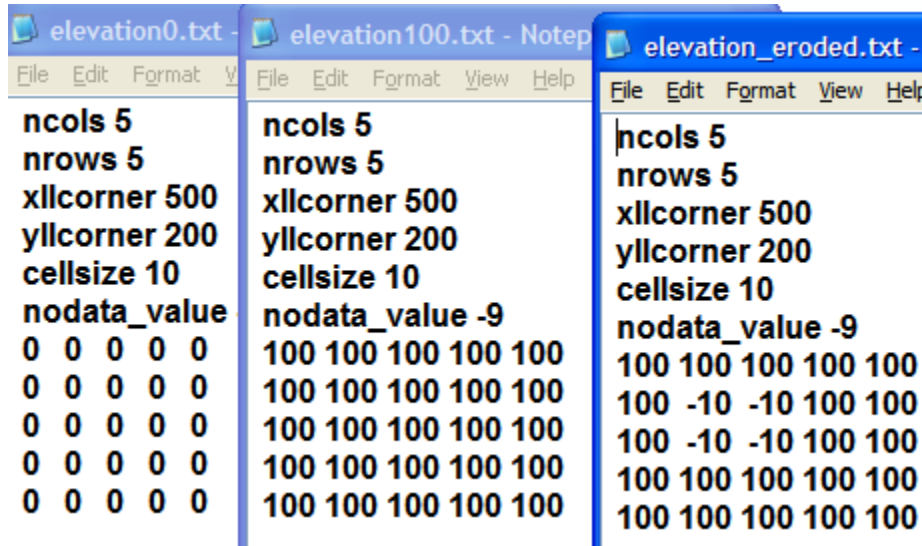 elevation0.txt -
File Edit Format V
ncols 5
nrows 5
xllcorner 500
yllcorner 200
cellsize 10
nodata_value -
0 0 0 0 0
0 0 0 0 0
0 0 0 0 0
0 0 0 0 0
0 0 0 0 0
elevation100.txt - Notep
File Edit Format View Help
ncols 5
nrows 5
xllcorner 500
yllcorner 200
cellsize 10
nodata_value -9
100 100 100 100 100
100 100 100 100 100
100 100 100 100 100
100 100 100 100 100
100 100 100 100 100
elevation_eroded.txt -
File Edit Format View Help
ncols 5
nrows 5
xllcorner 500
yllcorner 200
cellsize 10
nodata_value -9
100 100 100 100 100
100 -10 -10 100 100
100 -10 -10 100 100
100 100 100 100 100
100 100 100 100 100